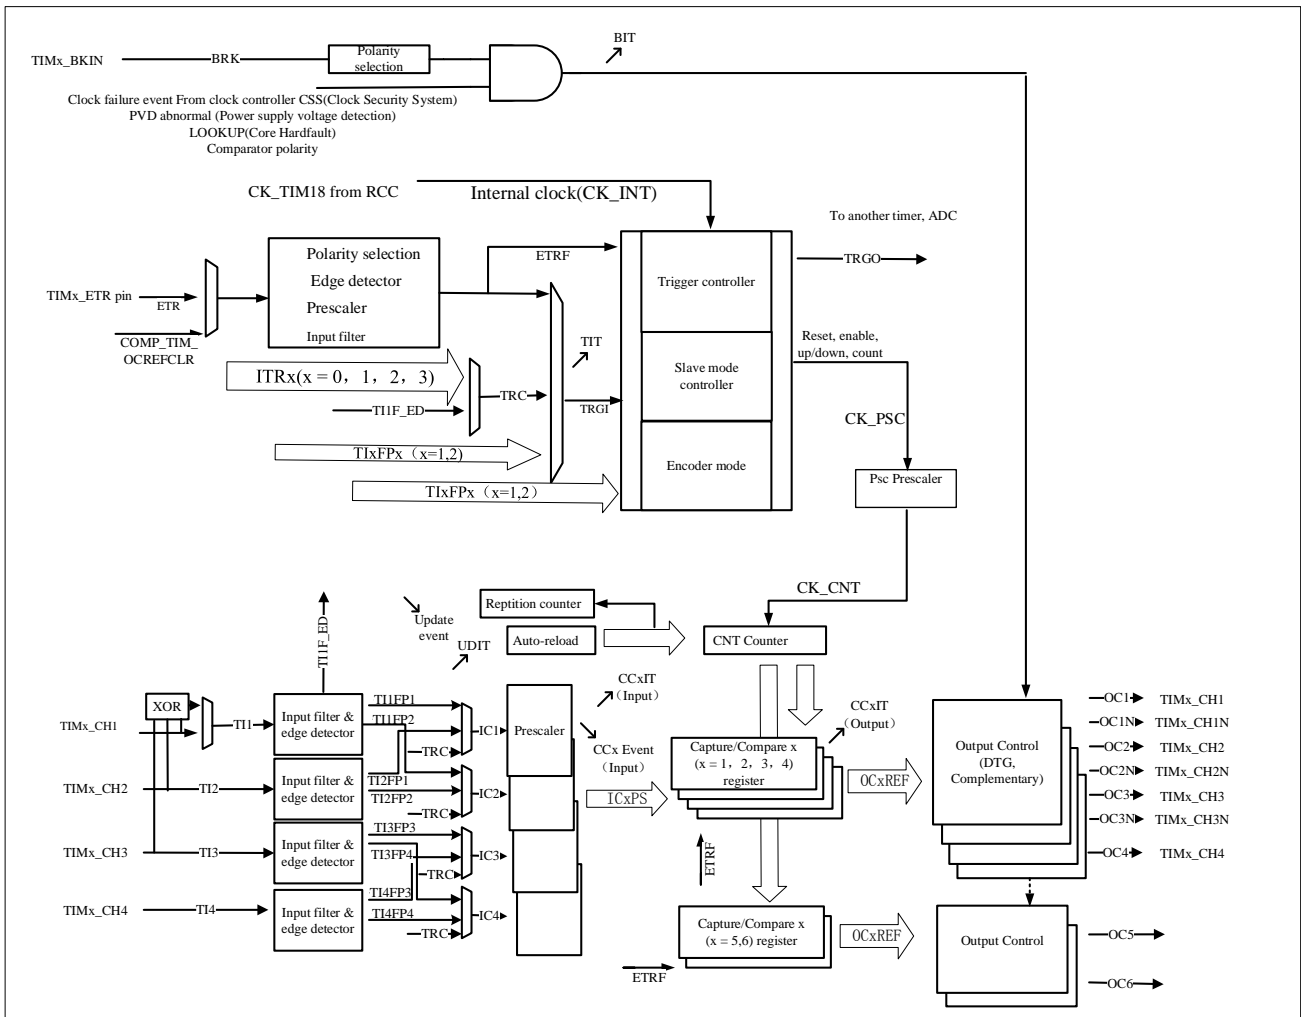 BIT
TIMx_BKIN
BRK
Polarity
selection
Clock failure event From clock controller CSS(Clock Security System)
PVD abnormal (Power supply voltage detection)
LOOKUP(Core Hardfault)
Comparator polarity
CK_TIM18 from RCC
Internal clock(CK_INT)
To another timer, ADC
TRGO
TIMx_ETR pin
ETR
COMP_TIM_
OCREFCLR
Polarity selection
Edge detector
Prescaler
Input filter
ETRF
Trigger controller
Slave mode
controller
Encoder mode
Reset, enable,
up/down, count
TIT
ITRx(x = 0，1，2，3)
TI1F_ED
TRC
TRGI
TIxFPx（x=1,2)
TIxFPx（x=1,2）
CK_PSC
Psc Prescaler
CK_CNT
Reptition counter
Auto-reload
CNT Counter
Update
event
UDIT
TI1F_ED
CCxIT
（Input)
CCx Event
(Input)
CCxIT
（Output)
XOR
TIMx_CH1
TI1
Input filter &
edge detector
TI1FP1
TI1FP2
TRC
IC1
Prescaler
TIMx_CH2
TI2
Input filter &
edge detector
TI2FP1
TI2FP2
TRC
IC2
TIMx_CH3
TI3
Input filter &
edge detector
TI3FP3
TI3FP4
TRC
IC3
TIMx_CH4
TI4
Input filter &
edge detector
TI4FP3
TI4FP4
TRC
IC4
ICxPS
Capture/Compare x
(x = 1，2，3，4)
register
OCxREF
ETRF
Capture/Compare x
(x = 5,6) register
OCxREF
ETRF
Output Control
(DTG,
Complementary)
Output Control
OC1
TIMx_CH1
OC1N
TIMx_CH1N
OC2
TIMx_CH2
OC2N
TIMx_CH2N
OC3
TIMx_CH3
OC3N
TIMx_CH3N
OC4
TIMx_CH4
OC5
OC6